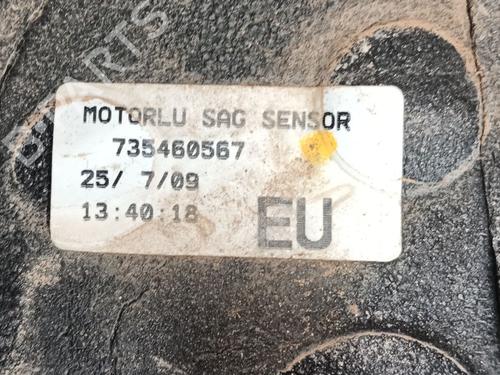 MOTORLU SAG SENSOR
735460567
25/ 7/09
13:40:18
EU